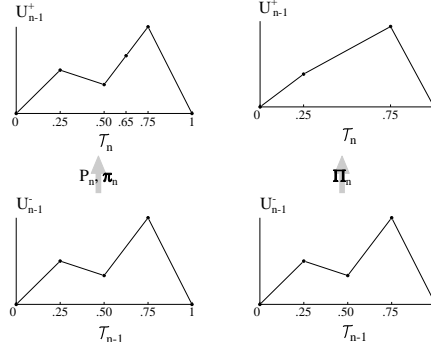 U+n-1
0 .25 .50 .65 .75 1
Tn
Pn, πn
U-n-1
0 .25 .50 .75 1
Tn-1
U+n-1
0 .25 .50 .75
Tn
Πn
U-n-1
0 .25 .50 .75
Tn-1